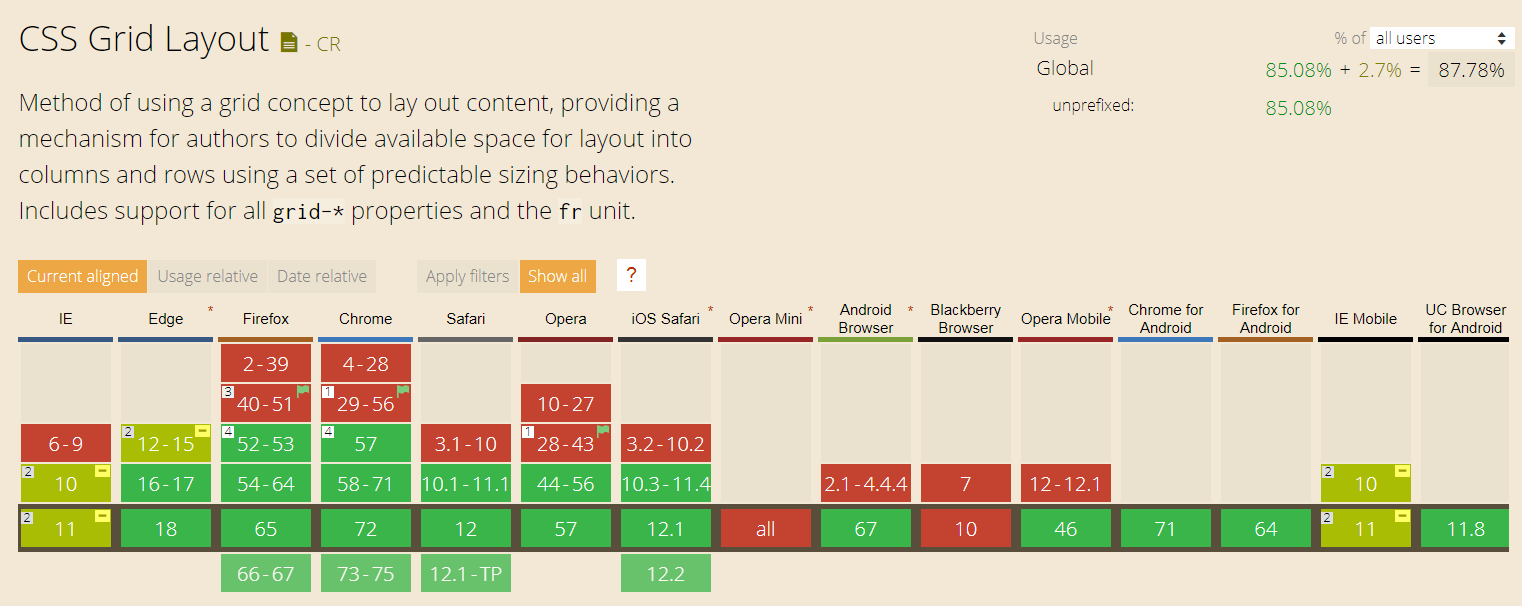 CSS Grid Layout - CR
Usage % of all users
Global 85.08% + 2.7% = 87.78%
unprefixed: 85.08%
Method of using a grid concept to lay out content, providing a
mechanism for authors to divide available space for layout into
columns and rows using a set of predictable sizing behaviors.
Includes support for all grid-* properties and the fr unit.
Current aligned Usage relative Date relative Apply filters Show all ?
IE Edge * Firefox Chrome Safari Opera iOS Safari * Opera Mini * Android Browser * Blackberry Browser Opera Mobile * Chrome for Android Firefox for Android IE Mobile UC Browser for Android
2-39 4-28
3 40-51 1 29-56 10-27
6-9 2 12-15 4 52-53 4 57 3.1-10 1 28-43 3.2-10.2
2 10 16-17 54-64 58-71 10.1-11.1 44-56 10.3-11.4 2.1-4.4.4 7 12-12.1 2 10
2 11 18 65 72 12 57 12.1 all 67 10 46 71 64 2 11 11.8
66-67 73-75 12.1-TP 12.2